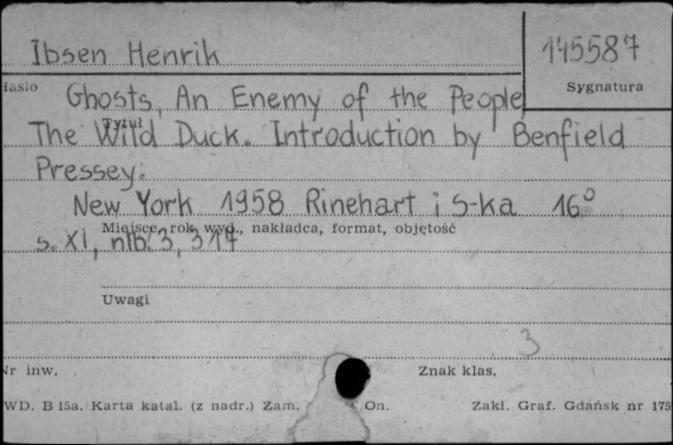 Ibsen Henrik
145587
Hasło
Sygnatura
Ghosts, An Enemy of the People,
Tytuł
The Wild Duck. Introduction by Benfield
Pressey.
New York 1958 Rinehart i S-ka 16°
Miejsce, rok wyd., nakładca, format, objętość
s. XI, nlb. 3, 317
Uwagi
3
Nr inw.
Znak klas.
WD. B 15a. Karta katal. (z nadr.) Zam. On. Zakł. Graf. Gdańsk nr 175